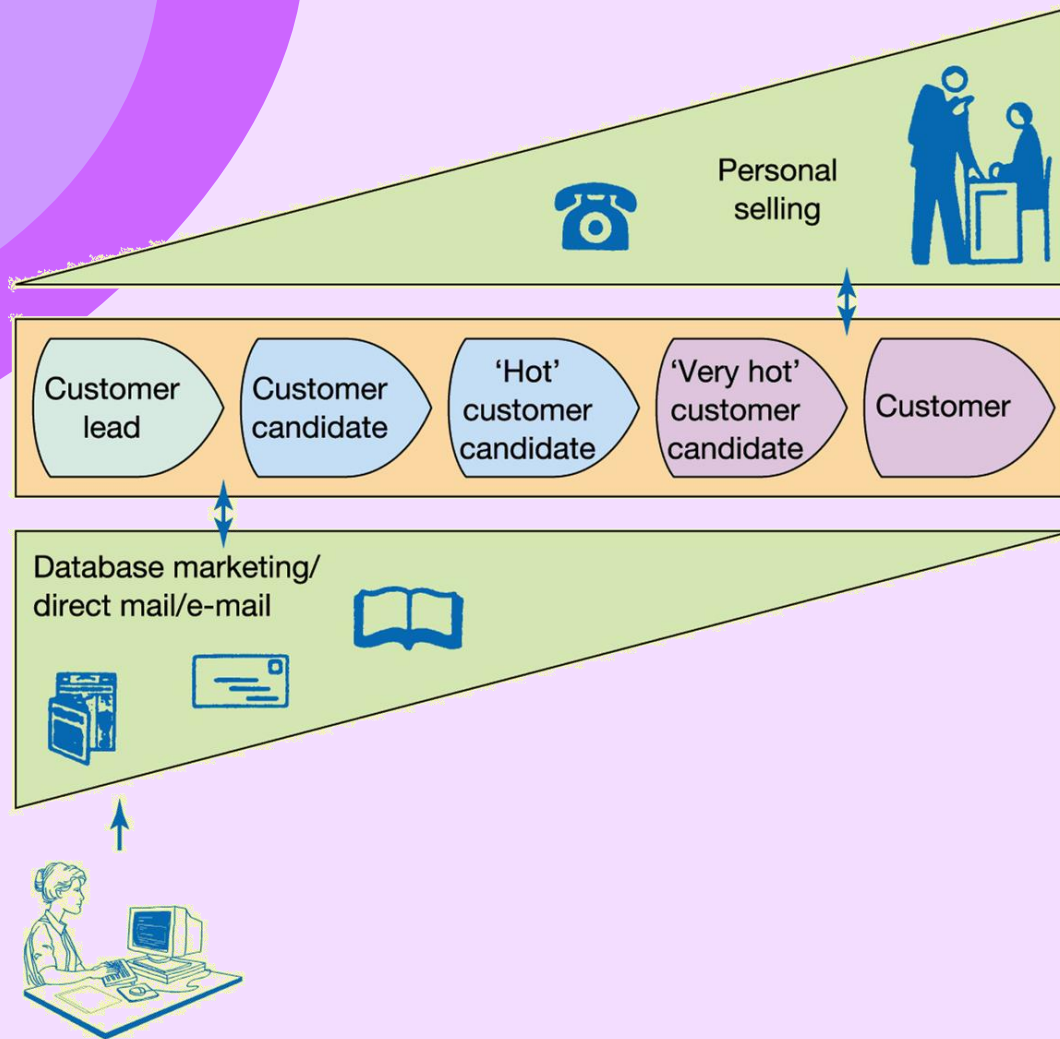 Personal
selling
Customer
lead
Customer
candidate
‘Hot’
customer
candidate
‘Very hot’
customer
candidate
Customer
Database marketing/
direct mail/e-mail